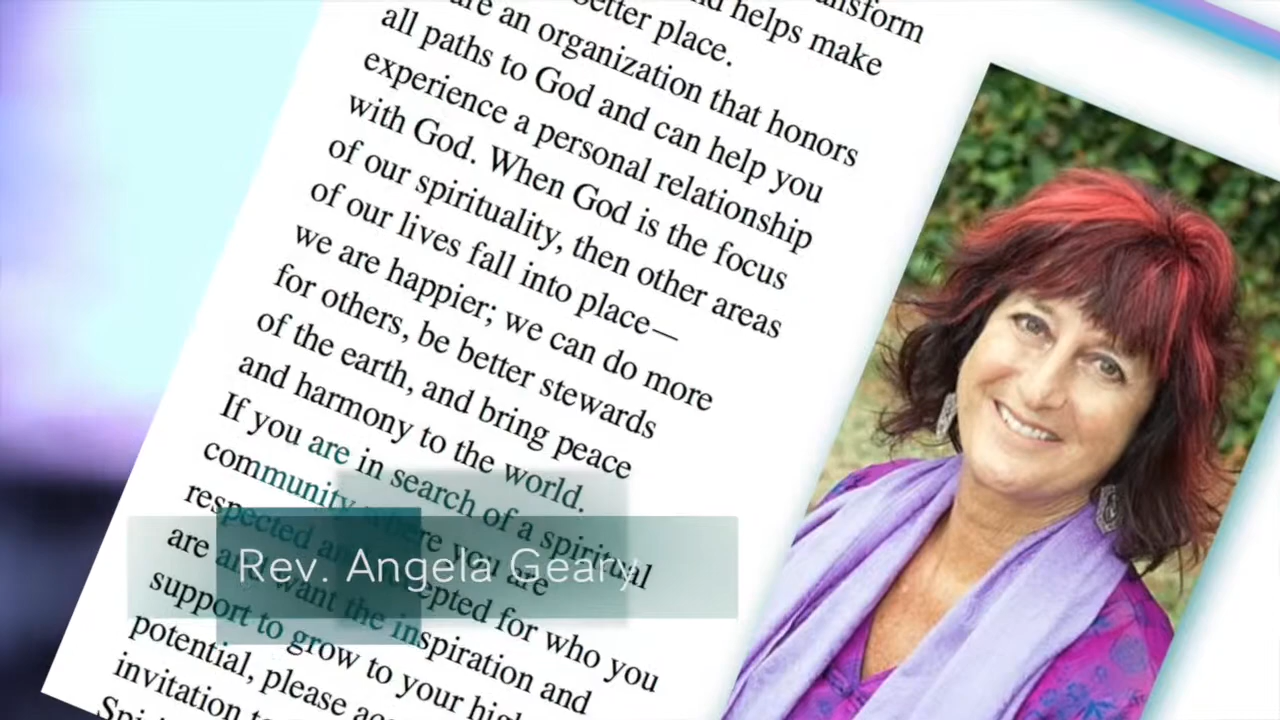 helps make
better place.
are an organization that honors
all paths to God and can help you
experience a personal relationship
with God. When God is the focus
of our spirituality, then other areas
of our lives fall into place—
we are happier; we can do more
for others, be better stewards
of the earth, and bring peace
and harmony to the world.
If you are in search of a spiritual
community where you are
respected and accepted for who you
are and want the inspiration and
support to grow to your
potential, please
invitation
Rev. Angela Geary